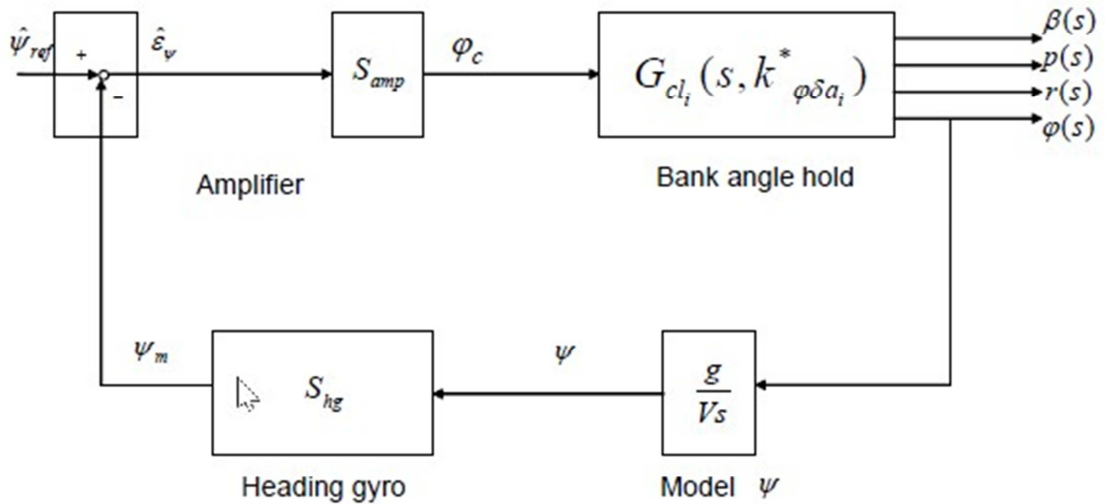 ψ̂ref
+
−
ε̂ψ
Samp
φc
Gcli(s, k*φδai)
β(s)
p(s)
r(s)
φ(s)
Amplifier
Bank angle hold
ψm
Shg
ψ
g
Vs
Heading gyro
Model ψ